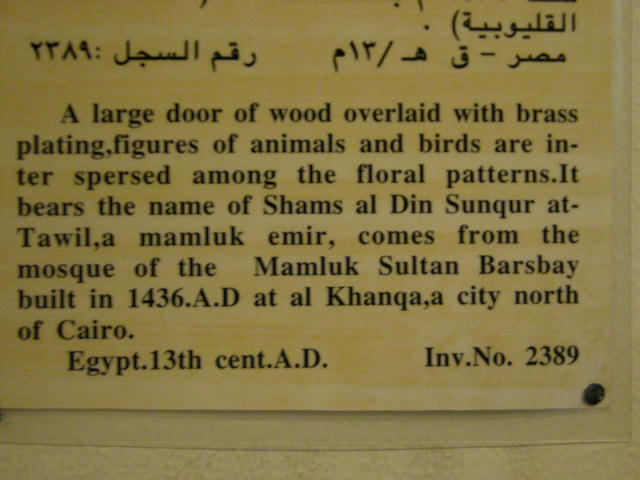 القليوبية) .
مصر - ق هـ /١٣م رقم السجل :٢٣٨٩
A large door of wood overlaid with brass
plating,figures of animals and birds are in-
ter spersed among the floral patterns.It
bears the name of Shams al Din Sunqur at-
Tawil,a mamluk emir, comes from the
mosque of the Mamluk Sultan Barsbay
built in 1436.A.D at al Khanqa,a city north
of Cairo.
Egypt.13th cent.A.D. Inv.No. 2389